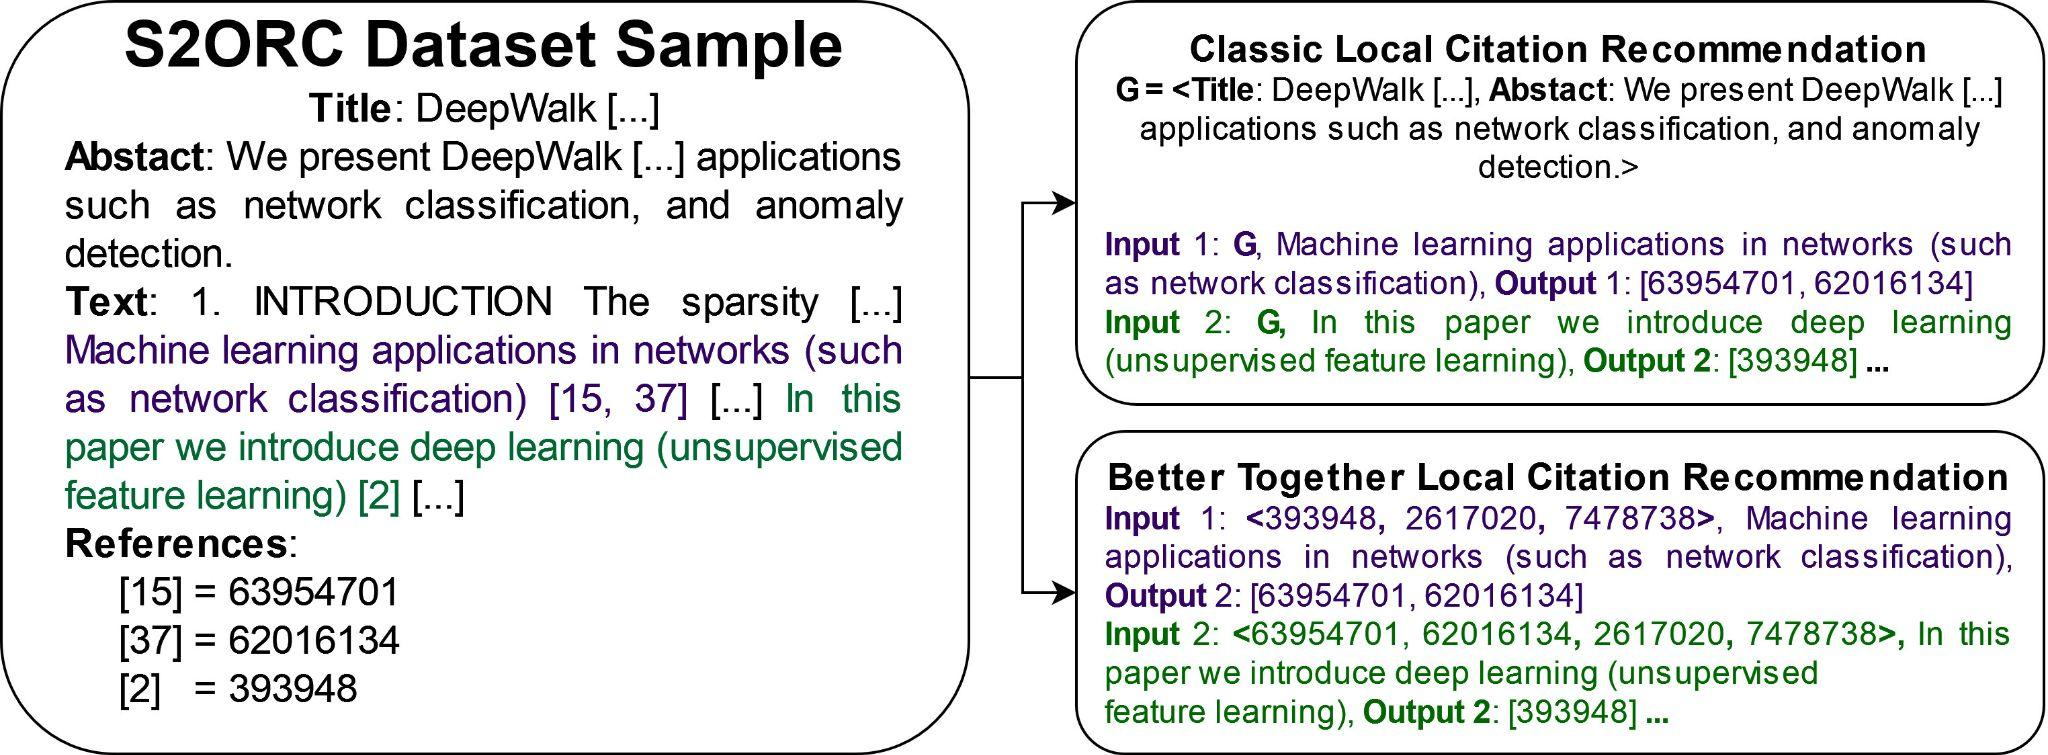 S2ORC Dataset Sample
Title: DeepWalk [...]
Abstact: We present DeepWalk [...] applications
such as network classification, and anomaly
detection.
Text: 1. INTRODUCTION The sparsity [...]
Machine learning applications in networks (such
as network classification) [15, 37] [...] In this
paper we introduce deep learning (unsupervised
feature learning) [2] [...]
References:
[15] = 63954701
[37] = 62016134
[2] = 393948
Classic Local Citation Recommendation
G = <Title: DeepWalk [...], Abstact: We present DeepWalk [...]
applications such as network classification, and anomaly
detection.>
Input 1: G, Machine learning applications in networks (such
as network classification), Output 1: [63954701, 62016134]
Input 2: G, In this paper we introduce deep learning
(unsupervised feature learning), Output 2: [393948] ...
Better Together Local Citation Recommendation
Input 1: <393948, 2617020, 7478738>, Machine learning
applications in networks (such as network classification),
Output 2: [63954701, 62016134]
Input 2: <63954701, 62016134, 2617020, 7478738>, In this
paper we introduce deep learning (unsupervised
feature learning), Output 2: [393948] ...